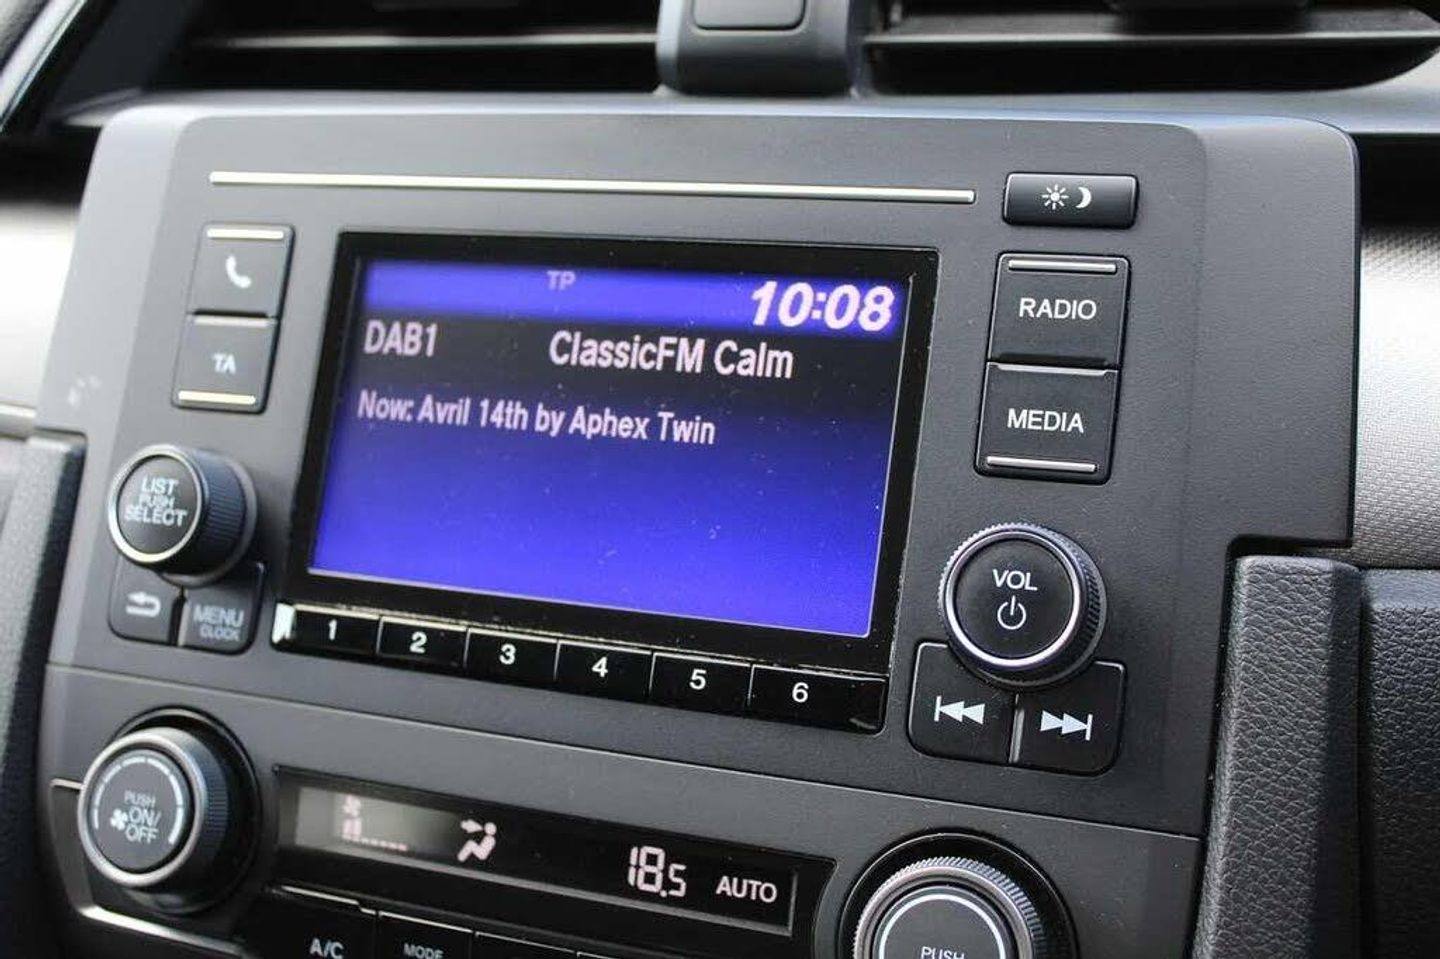 TP
10:08
DAB1 ClassicFM Calm
Now: Avril 14th by Aphex Twin
TA
RADIO
MEDIA
LIST
PUSH
SELECT
MENU
CLOCK
VOL
1 2 3 4 5 6
PUSH
ON/
OFF
18.5 AUTO
A/C MODE
PUSH